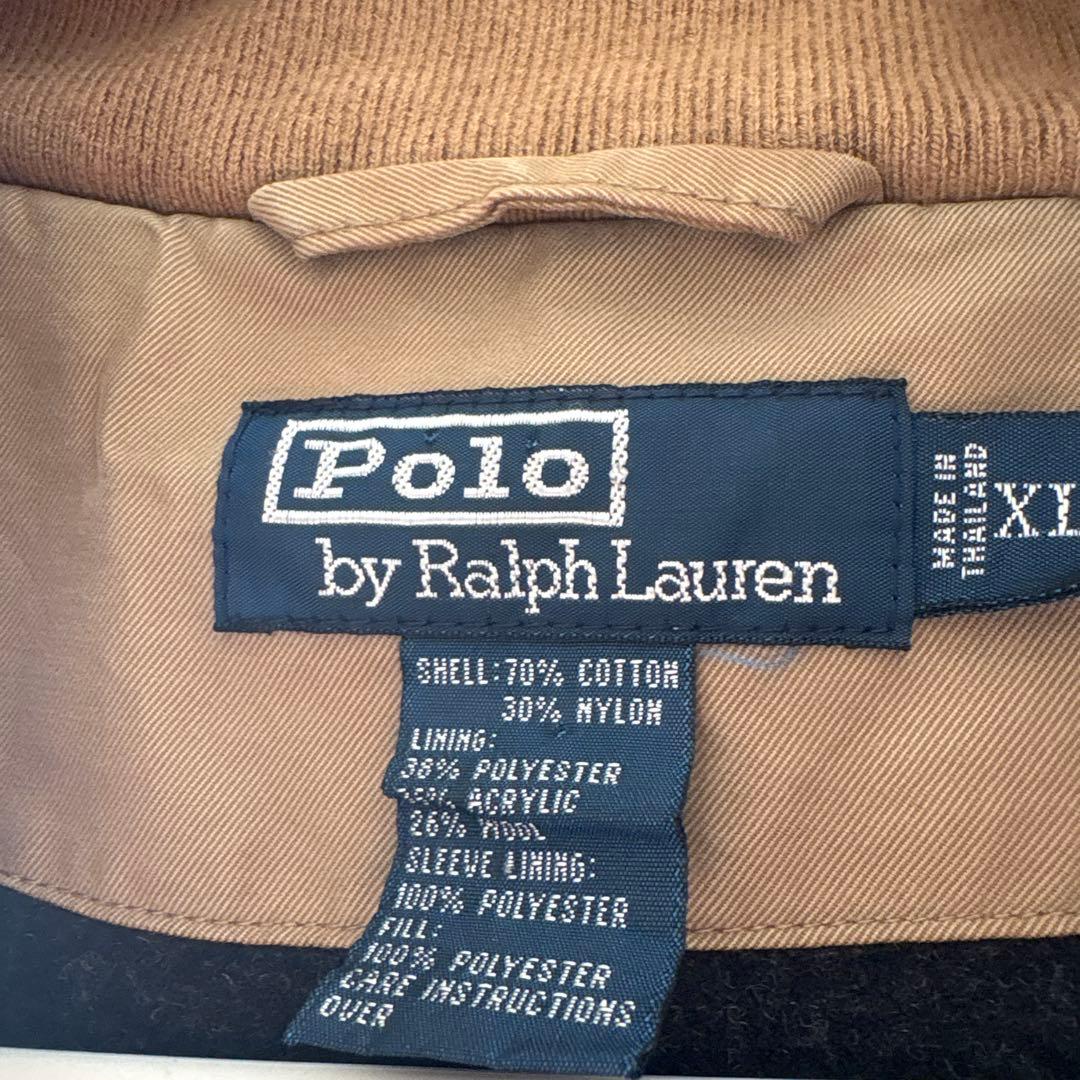 Polo
by Ralph Lauren
MADE IN
THAILAND
XL
SHELL: 70% COTTON
30% NYLON
LINING:
38% POLYESTER
ACRYLIC
26% WOOL
SLEEVE LINING:
100% POLYESTER
FILL:
100% POLYESTER
CARE INSTRUCTIONS
OVER